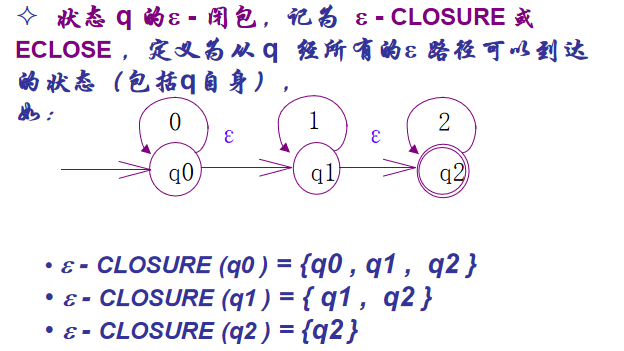 ✧ 状态 q 的ε - 闭包，记为 ε - CLOSURE 或
ECLOSE ，定义为从 q 经所有的ε 路径可以到达
的状态（包括q自身），
如：
0 ε 1 ε 2
q0 q1 q2
• ε - CLOSURE (q0 ) = {q0 , q1 , q2 }
• ε - CLOSURE (q1 ) = { q1 , q2 }
• ε - CLOSURE (q2 ) = {q2 }